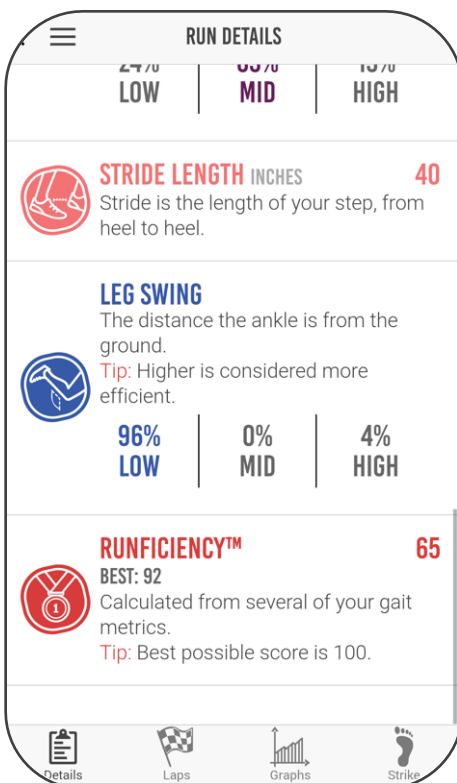 RUN DETAILS
LOW MID HIGH
STRIDE LENGTH INCHES 40
Stride is the length of your step, from
heel to heel.
LEG SWING
The distance the ankle is from the
ground.
Tip: Higher is considered more
efficient.
96% 0% 4%
LOW MID HIGH
RUNFICIENCY™ 65
BEST: 92
1
Calculated from several of your gait
metrics.
Tip: Best possible score is 100.
Details Laps Graphs Strike